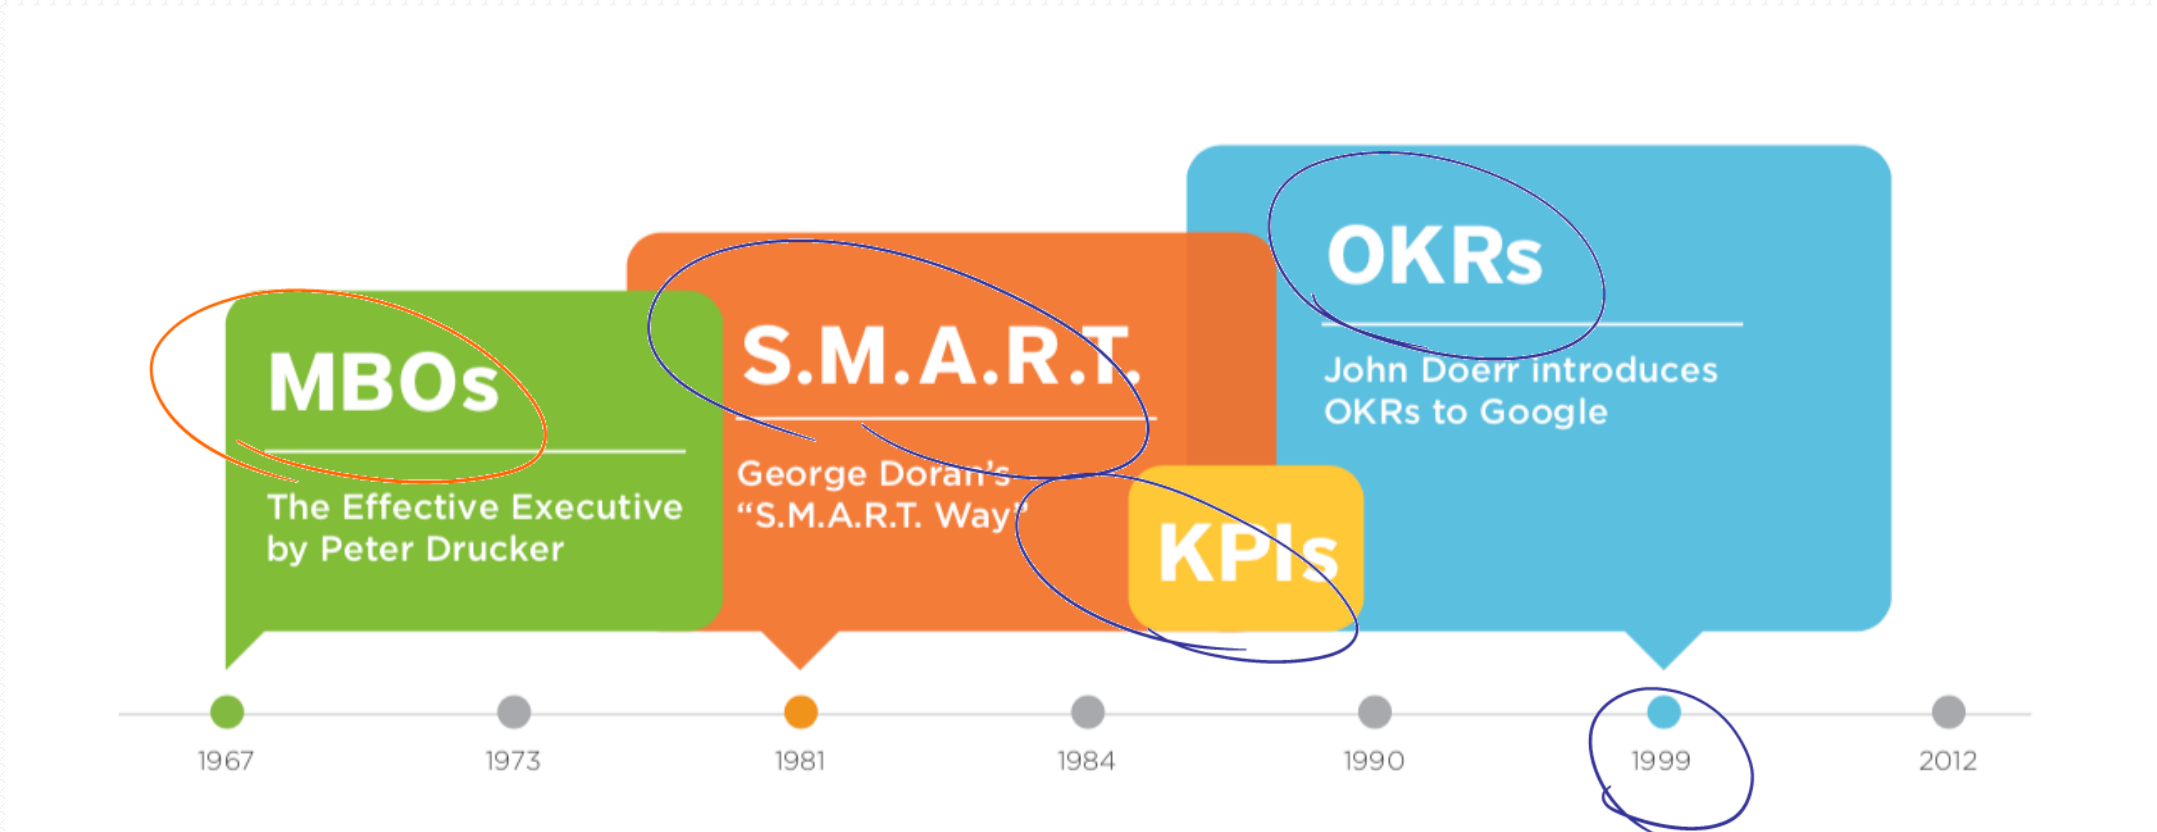 MBOs
The Effective Executive
by Peter Drucker
S.M.A.R.T.
George Doran's
“S.M.A.R.T. Way”
KPIs
OKRs
John Doerr introduces
OKRs to Google
1967
1973
1981
1984
1990
1999
2012